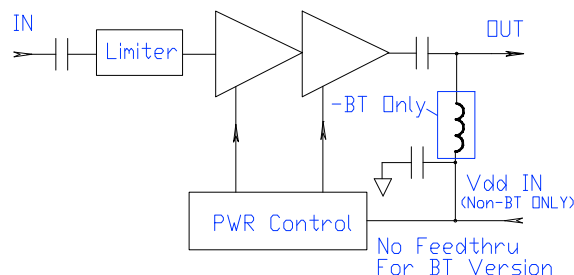 IN
OUT
Limiter
-BT Only
Vdd IN
(Non-BT ONLY)
PWR Control
No Feedthru
For BT Version